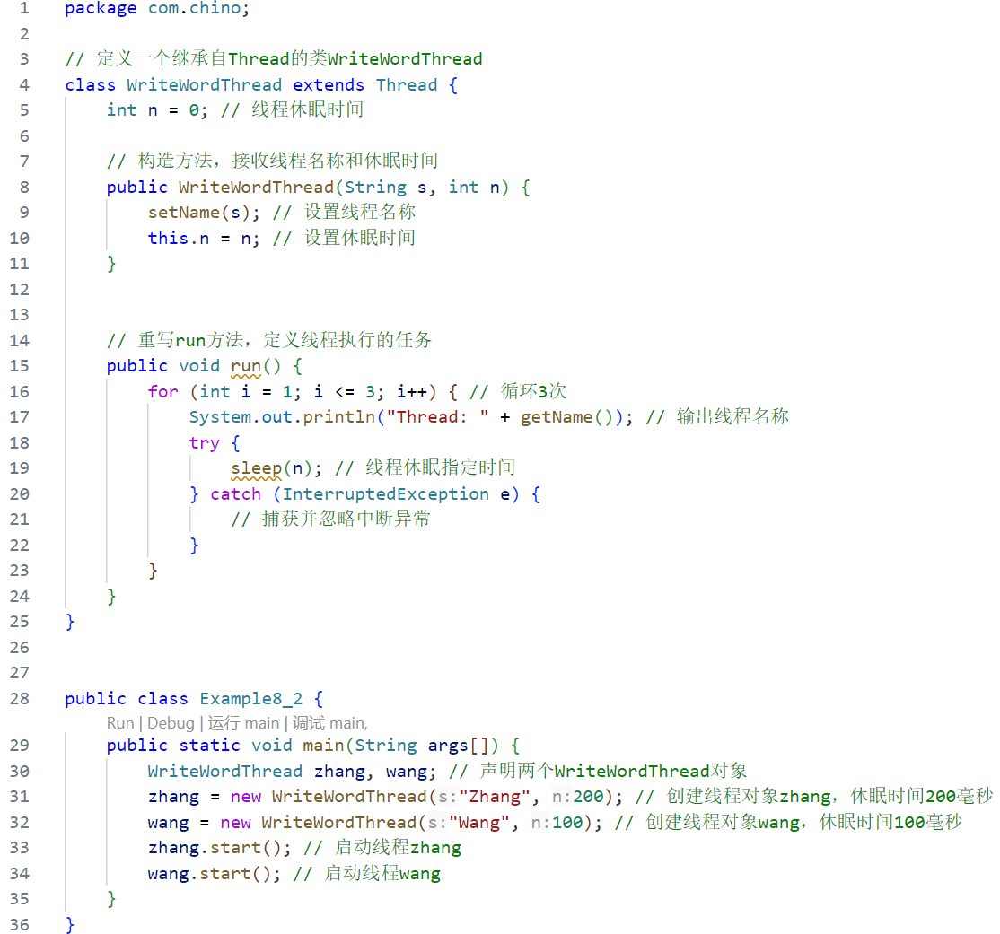 1 package com.chino;
2
3 // 定义一个继承自Thread的类WriteWordThread
4 class WriteWordThread extends Thread {
5 int n = 0; // 线程休眠时间
6
7 // 构造方法，接收线程名称和休眠时间
8 public WriteWordThread(String s, int n) {
9 setName(s); // 设置线程名称
10 this.n = n; // 设置休眠时间
11 }
12
13
14 // 重写run方法，定义线程执行的任务
15 public void run() {
16 for (int i = 1; i <= 3; i++) { // 循环3次
17 System.out.println("Thread: " + getName()); // 输出线程名称
18 try {
19 sleep(n); // 线程休眠指定时间
20 } catch (InterruptedException e) {
21 // 捕获并忽略中断异常
22 }
23 }
24 }
25 }
26
27
28 public class Example8_2 {
Run | Debug | 运行 main | 调试 main,
29 public static void main(String args[]) {
30 WriteWordThread zhang, wang; // 声明两个WriteWordThread对象
31 zhang = new WriteWordThread(s:"Zhang", n:200); // 创建线程对象zhang，休眠时间200毫秒
32 wang = new WriteWordThread(s:"Wang", n:100); // 创建线程对象wang，休眠时间100毫秒
33 zhang.start(); // 启动线程zhang
34 wang.start(); // 启动线程wang
35 }
36 }